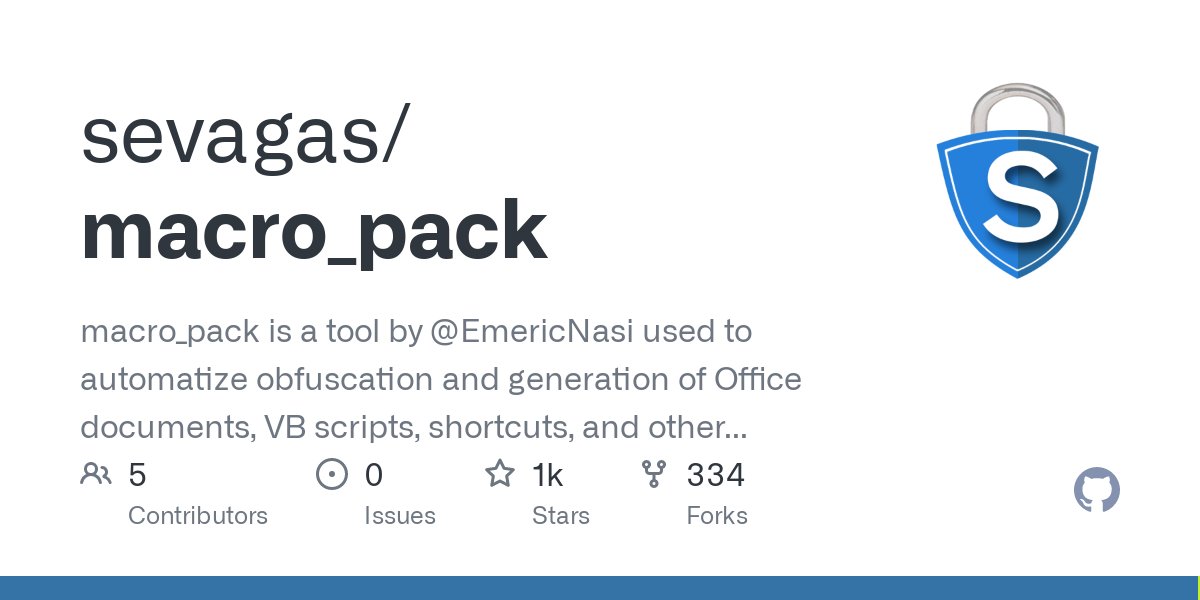 sevagas/
macro_pack
S
macro_pack is a tool by @EmericNasi used to
automatize obfuscation and generation of Office
documents, VB scripts, shortcuts, and other...
5 0 1k 334
Contributors Issues Stars Forks